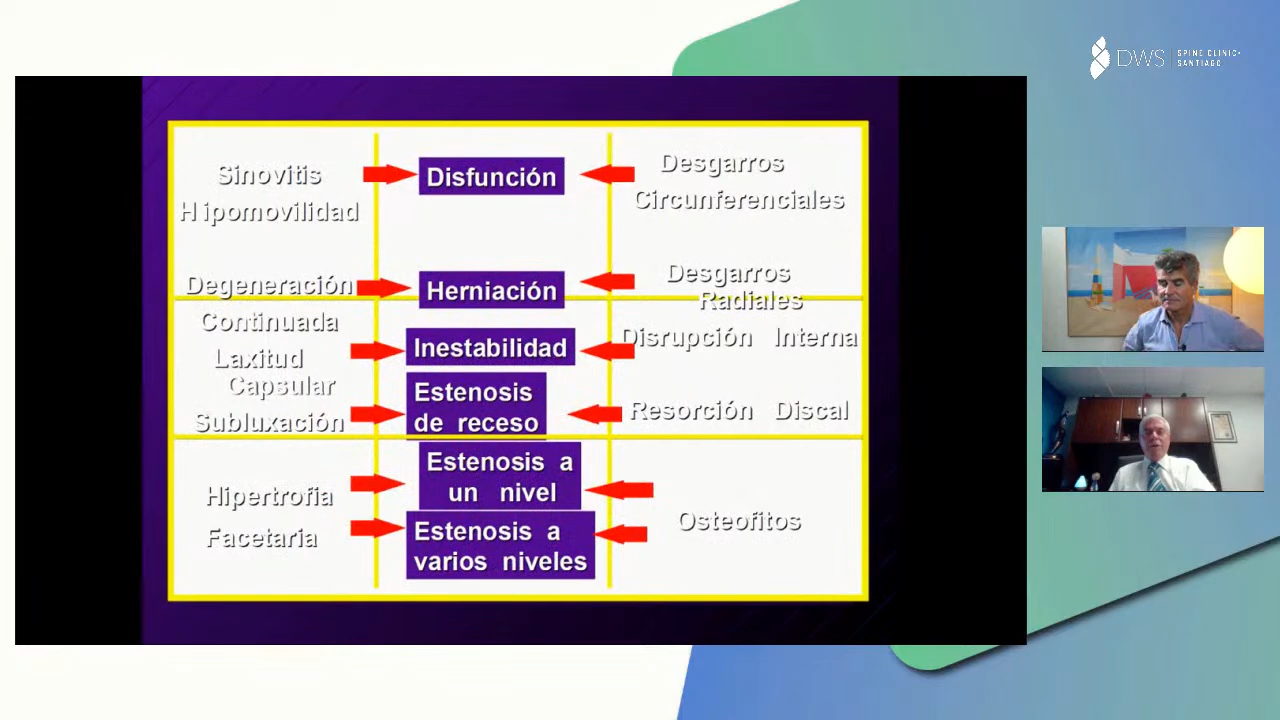 DWS
SPINE CLINIC
SANTIAGO
Sinovitis
Hipomovilidad
Disfunción
Desgarros
Circunferenciales
Degeneración
Herniación
Desgarros
Radiales
Continuada
Laxitud
Capsular
Inestabilidad
Disrupción Interna
Subluxación
Estenosis
de receso
Resorción Discal
Hipertrofia
Facetaria
Estenosis a
un nivel
Estenosis a
varios niveles
Osteofitos